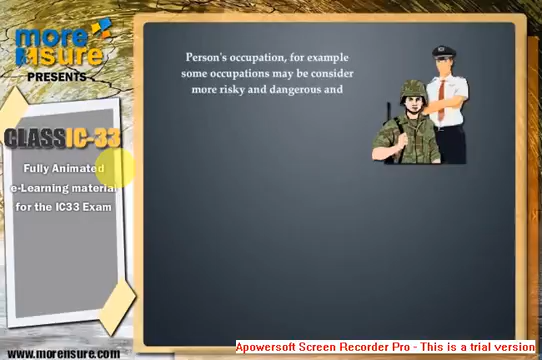 more
nsure
PRESENTS
CLASSIC-33
Fully Animated
e-Learning material
for the IC33 Exam
www.morensure.com
Person's occupation, for example
some occupations may be consider
more risky and dangerous and
Apowersoft Screen Recorder Pro - This is a trial version